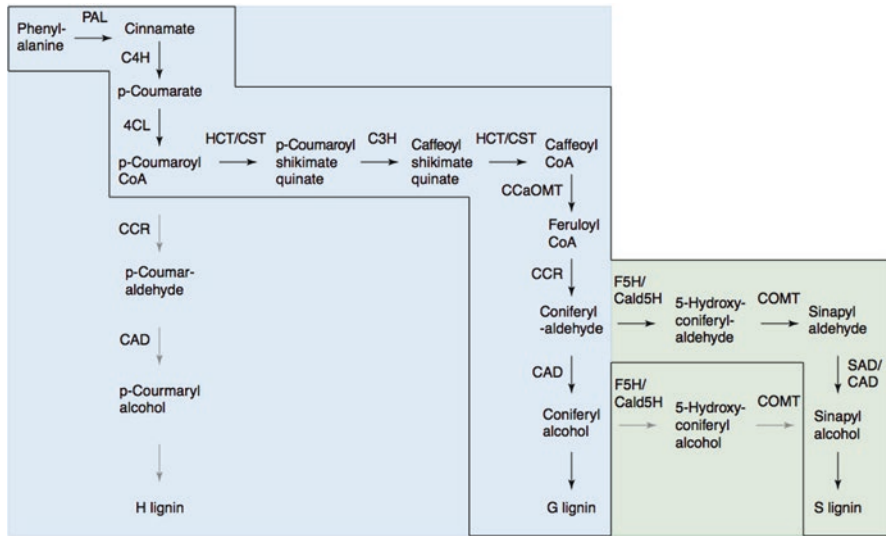 PAL
Phenyl-
alanine
Cinnamate
C4H
p-Coumarate
4CL
HCT/CST
C3H
HCT/CST
p-Coumaroyl
CoA
p-Coumaroyl
shikimate
quinate
Caffeoyl
shikimate
quinate
Caffeoyl
CoA
CCaOMT
Feruloyl
CoA
CCR
p-Coumar-
aldehyde
CCR
F5H/
Cald5H
COMT
Coniferyl
-aldehyde
5-Hydroxy-
coniferyl-
aldehyde
Sinapyl
aldehyde
CAD
CAD
F5H/
Cald5H
COMT
SAD/
CAD
p-Courmaryl
alcohol
Coniferyl
alcohol
5-Hydroxy-
coniferyl
alcohol
Sinapyl
alcohol
H lignin
G lignin
S lignin